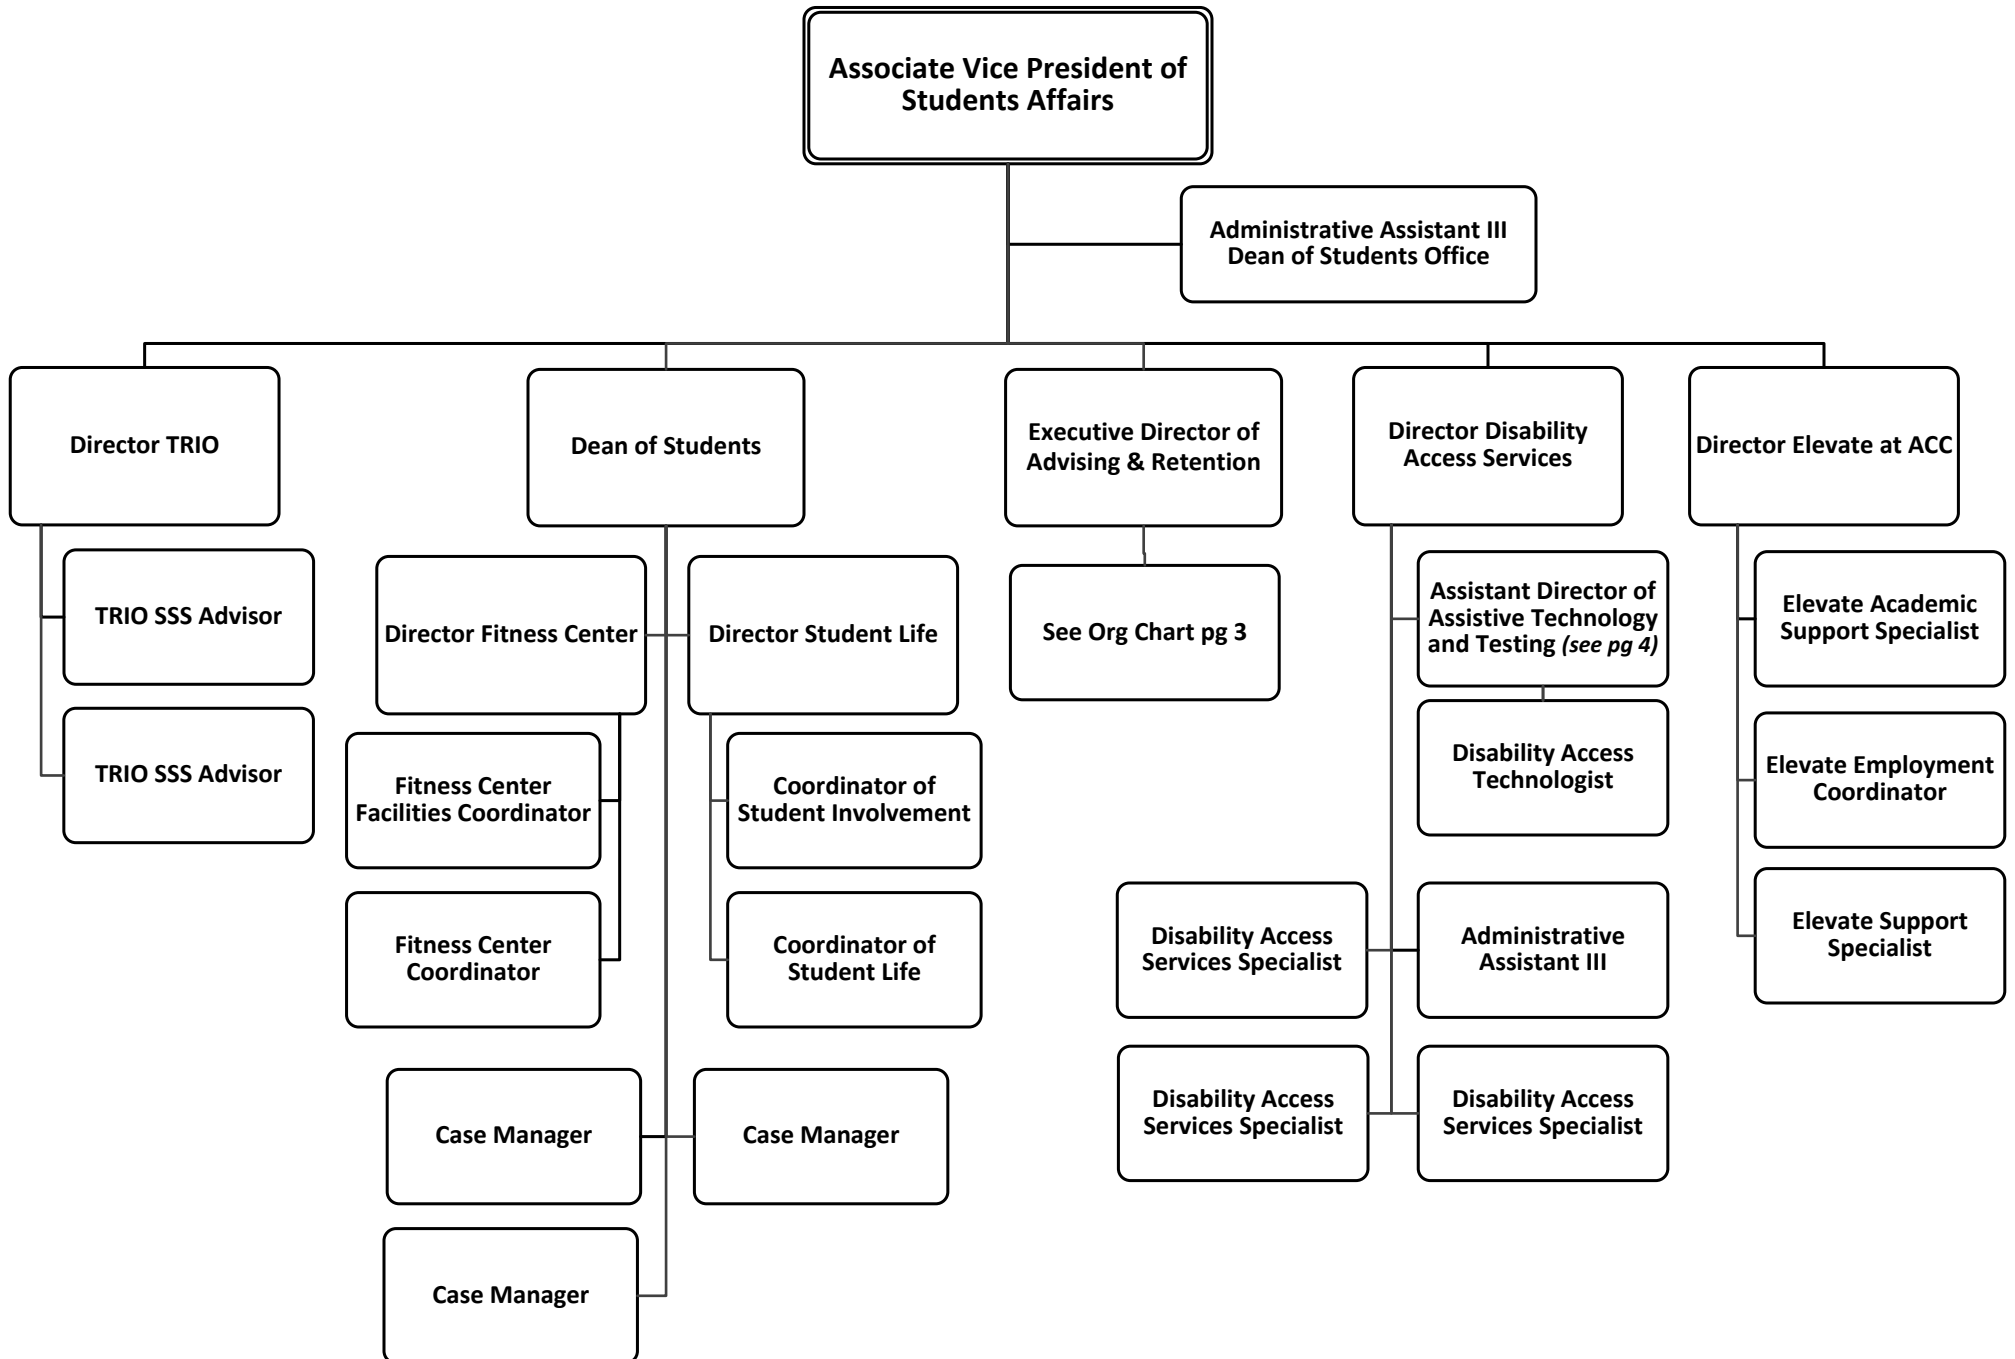 Associate Vice President of
Students Affairs
Administrative Assistant III
Dean of Students Office
Director TRIO
Dean of Students
Executive Director of
Advising & Retention
Director Disability
Access Services
Director Elevate at ACC
TRIO SSS Advisor
TRIO SSS Advisor
Director Fitness Center
Director Student Life
Fitness Center
Facilities Coordinator
Coordinator of
Student Involvement
Fitness Center
Coordinator
Coordinator of
Student Life
Case Manager
Case Manager
Case Manager
See Org Chart pg 3
Assistant Director of
Assistive Technology
and Testing (see pg 4)
Disability Access
Technologist
Disability Access
Services Specialist
Administrative
Assistant III
Disability Access
Services Specialist
Disability Access
Services Specialist
Elevate Academic
Support Specialist
Elevate Employment
Coordinator
Elevate Support
Specialist